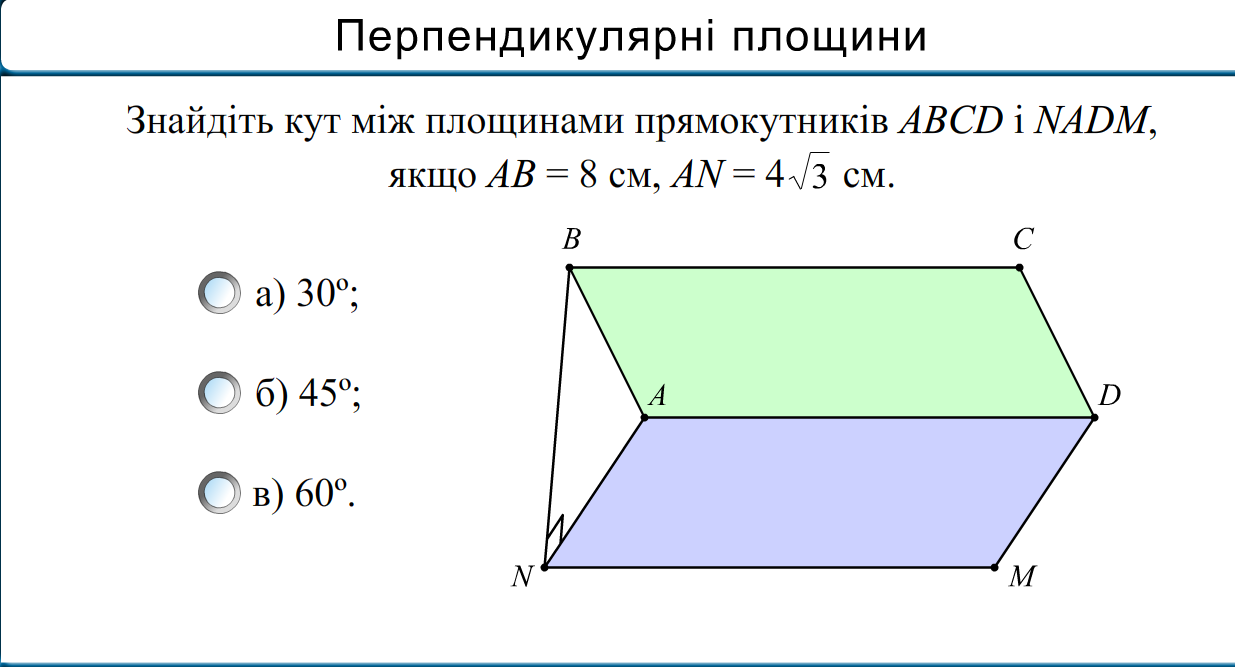 Перпендикулярні площини
Знайдіть кут між площинами прямокутників ABCD і NADM,
якщо AB = 8 см, AN = 4√3 см.
B
C
а) 30º;
A
D
б) 45º;
в) 60º.
N
M